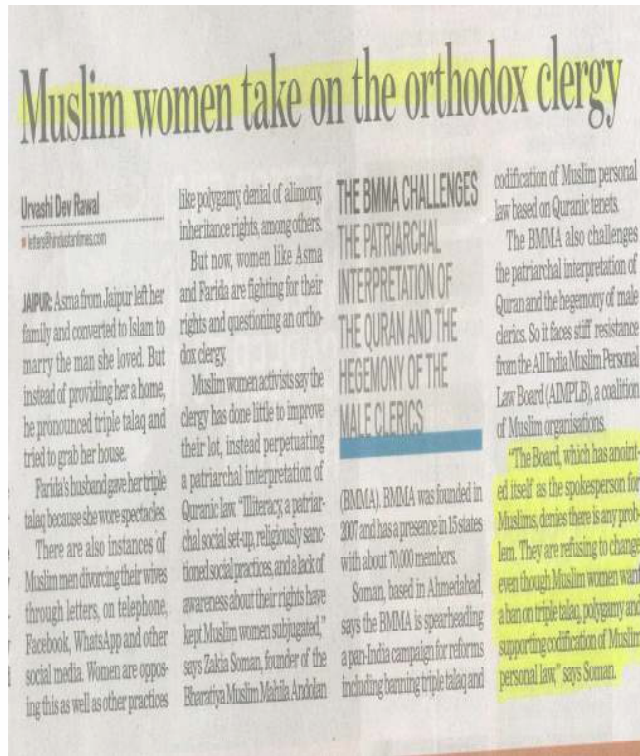 Muslim women take on the orthodox clergy
Urvashi Dev Rawal
letters@hindustantimes.com
JAIPUR: Asma from Jaipur left her
family and converted to Islam to
marry the man she loved. But
instead of providing her a home,
he pronounced triple talaq and
tried to grab her house.
Farida's husband gave her triple
talaq because she wore spectacles.
There are also instances of
Muslim men divorcing their wives
through letters, on telephone,
Facebook, WhatsApp and other
social media. Women are oppos-
ing this as well as other practices
like polygamy, denial of alimony,
inheritance rights, among others.
But now, women like Asma
and Farida are fighting for their
rights and questioning an ortho-
dox clergy.
Muslim women activists say the
clergy has done little to improve
their lot, instead perpetuating
a patriarchal interpretation of
Quranic law. "Illiteracy, a patriar-
chal social set-up, religiously sanc-
tioned social practices, and a lack of
awareness about their rights have
kept Muslim women subjugated,"
says Zakia Soman, founder of the
Bharatiya Muslim Mahila Andolan
THE BMMA CHALLENGES
THE PATRIARCHAL
INTERPRETATION OF
THE QURAN AND THE
HEGEMONY OF THE
MALE CLERICS
(BMMA). BMMA was founded in
2007 and has a presence in 15 states
with about 70,000 members.
Soman, based in Ahmedabad,
says the BMMA is spearheading
a pan-India campaign for reforms
including banning triple talaq and
codification of Muslim personal
law based on Quranic tenets.
The BMMA also challenges
the patriarchal interpretation of
Quran and the hegemony of male
clerics. So it faces stiff resistance
from the All India Muslim Personal
Law Board (AIMPLB), a coalition
of Muslim organisations.
"The Board, which has anoint-
ed itself as the spokesperson for
Muslims, denies there is any prob-
lem. They are refusing to change
even though Muslim women want
a ban on triple talaq, polygamy and
supporting codification of Muslim
personal law," says Soman.